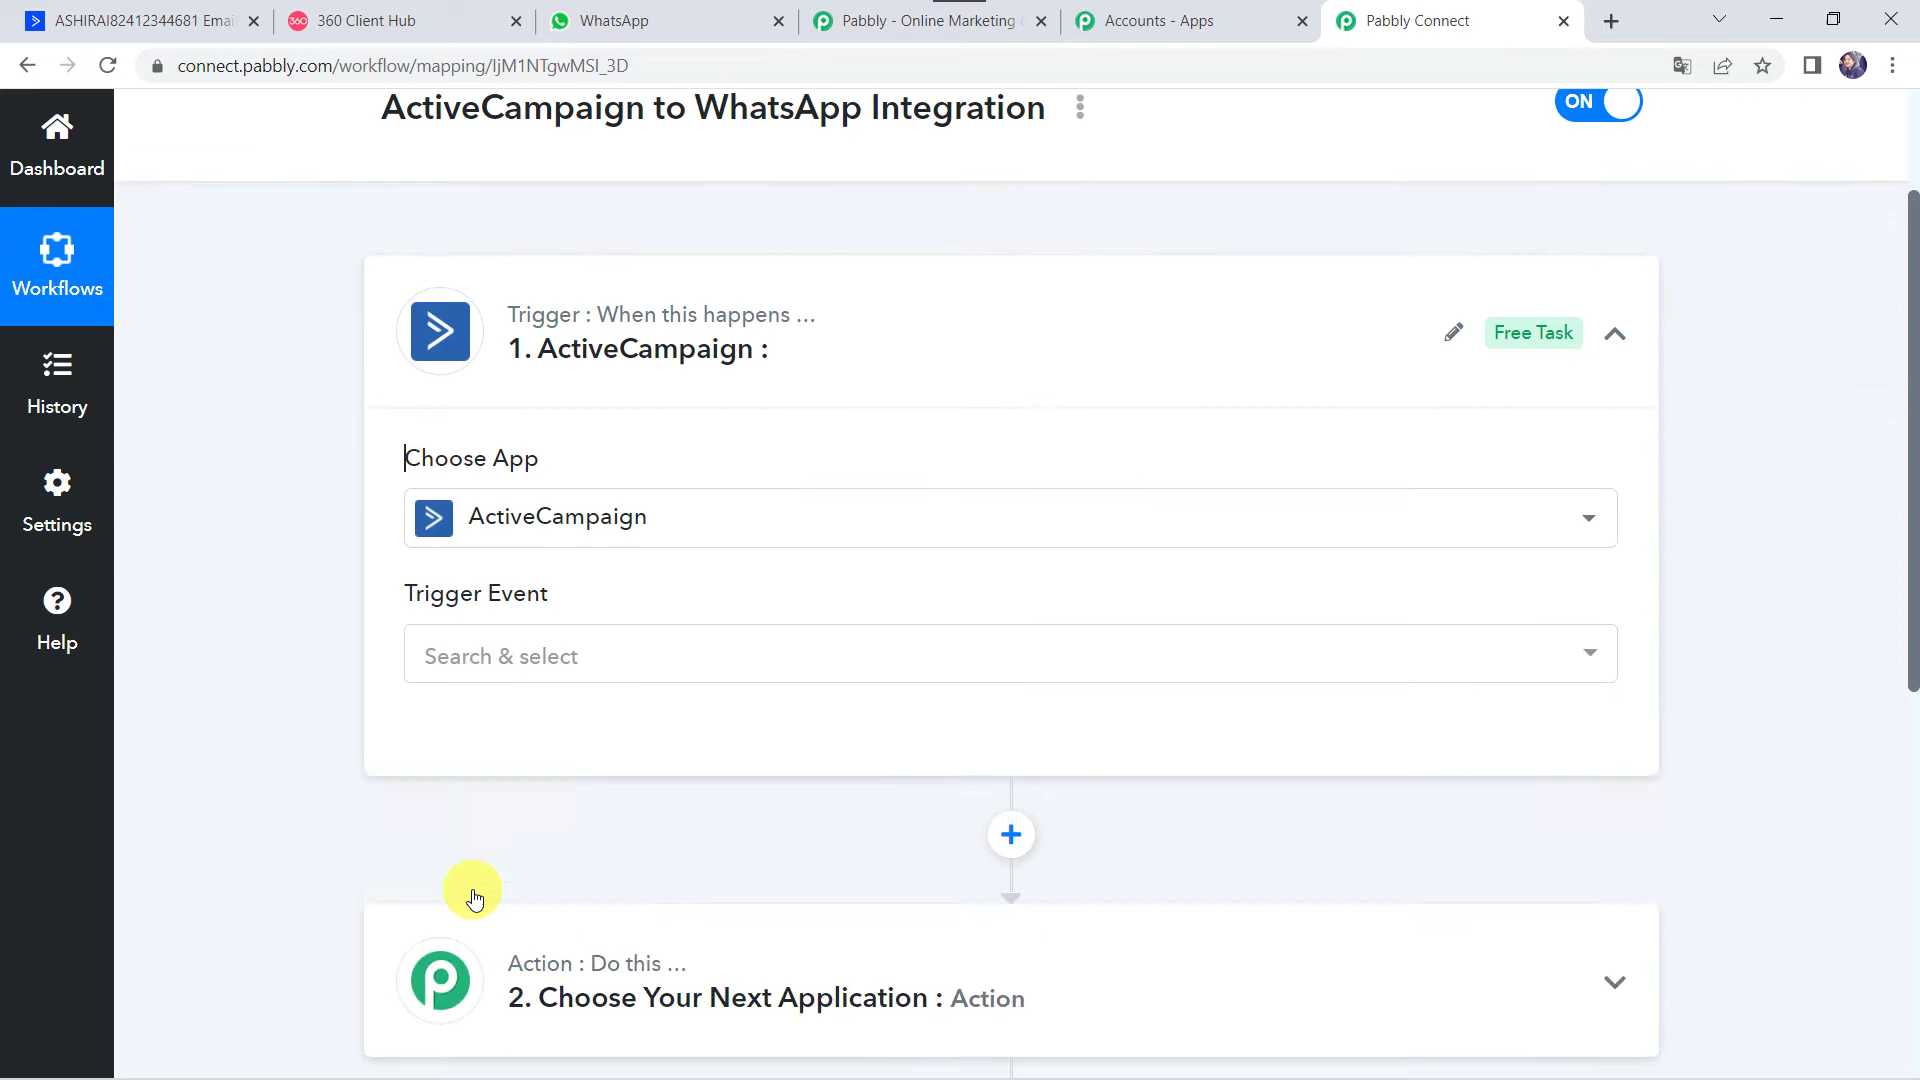 ASHIRAI82412344681 Emai
360 Client Hub
WhatsApp
Pabbly - Online Marketing
Accounts - Apps
Pabbly Connect
connect.pabbly.com/workflow/mapping/IjM1NTgwMSI_3D
ActiveCampaign to WhatsApp Integration
ON
Dashboard
Workflows
History
Settings
Help
Trigger : When this happens ...
1. ActiveCampaign :
Free Task
Choose App
ActiveCampaign
Trigger Event
Search & select
Action : Do this ...
2. Choose Your Next Application : Action